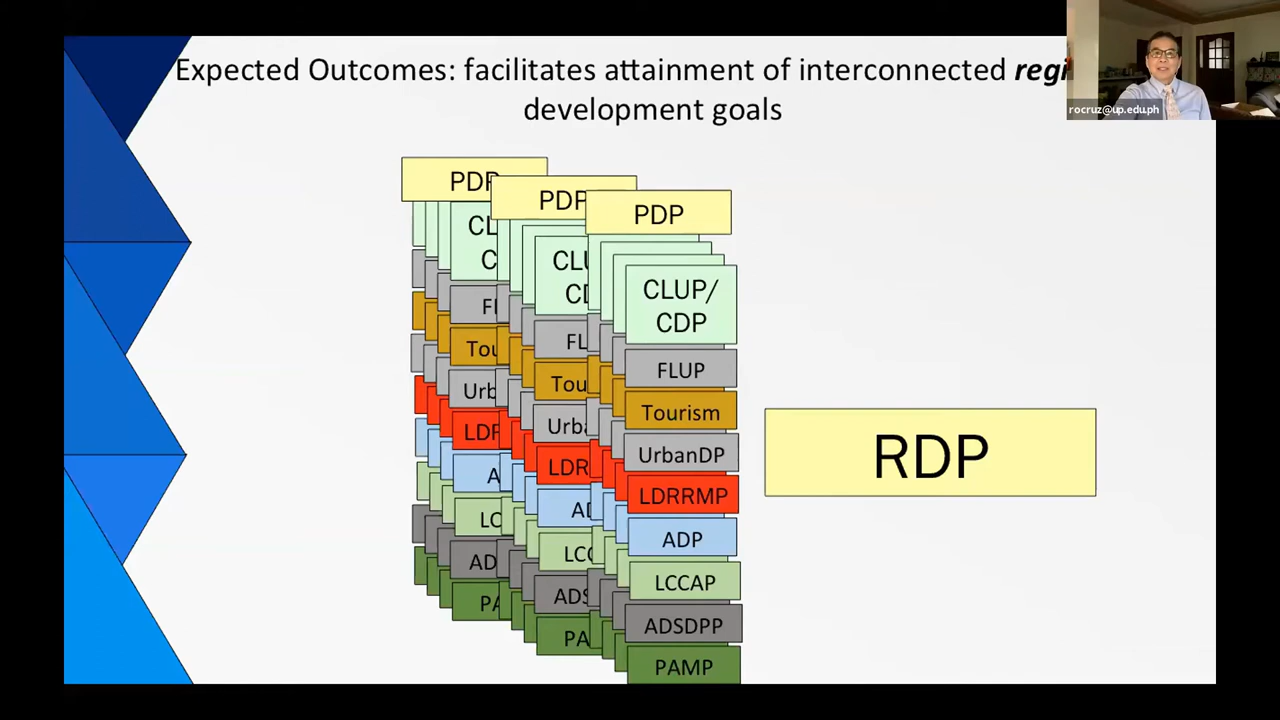 Expected Outcomes: facilitates attainment of interconnected
development goals
rocruz@up.edu.ph
PDP
PDP
PDP
CLUP/
CDP
FLUP
Tourism
UrbanDP
LDRRMP
ADP
LCCAP
ADSDPP
PAMP
RDP